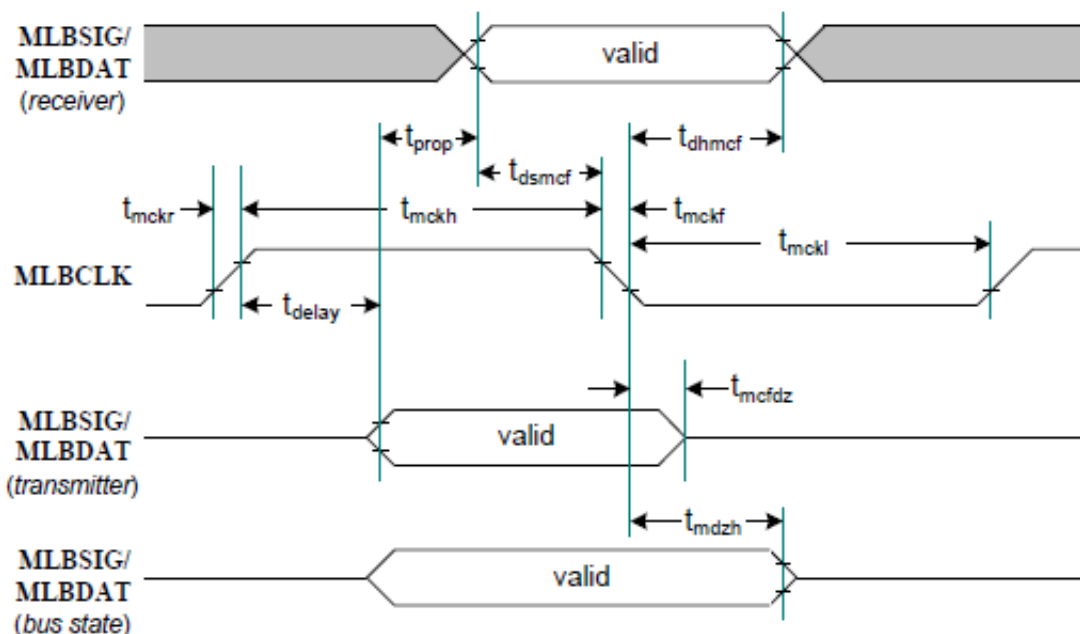 MLBSIG/
MLBDAT
(receiver)
valid
tprop
tdhmcf
tdsmcf
tmckr
tmckh
tmckf
tmckl
MLBCLK
tdelay
tmcfdz
MLBSIG/
MLBDAT
(transmitter)
valid
tmdzh
MLBSIG/
MLBDAT
(bus state)
valid